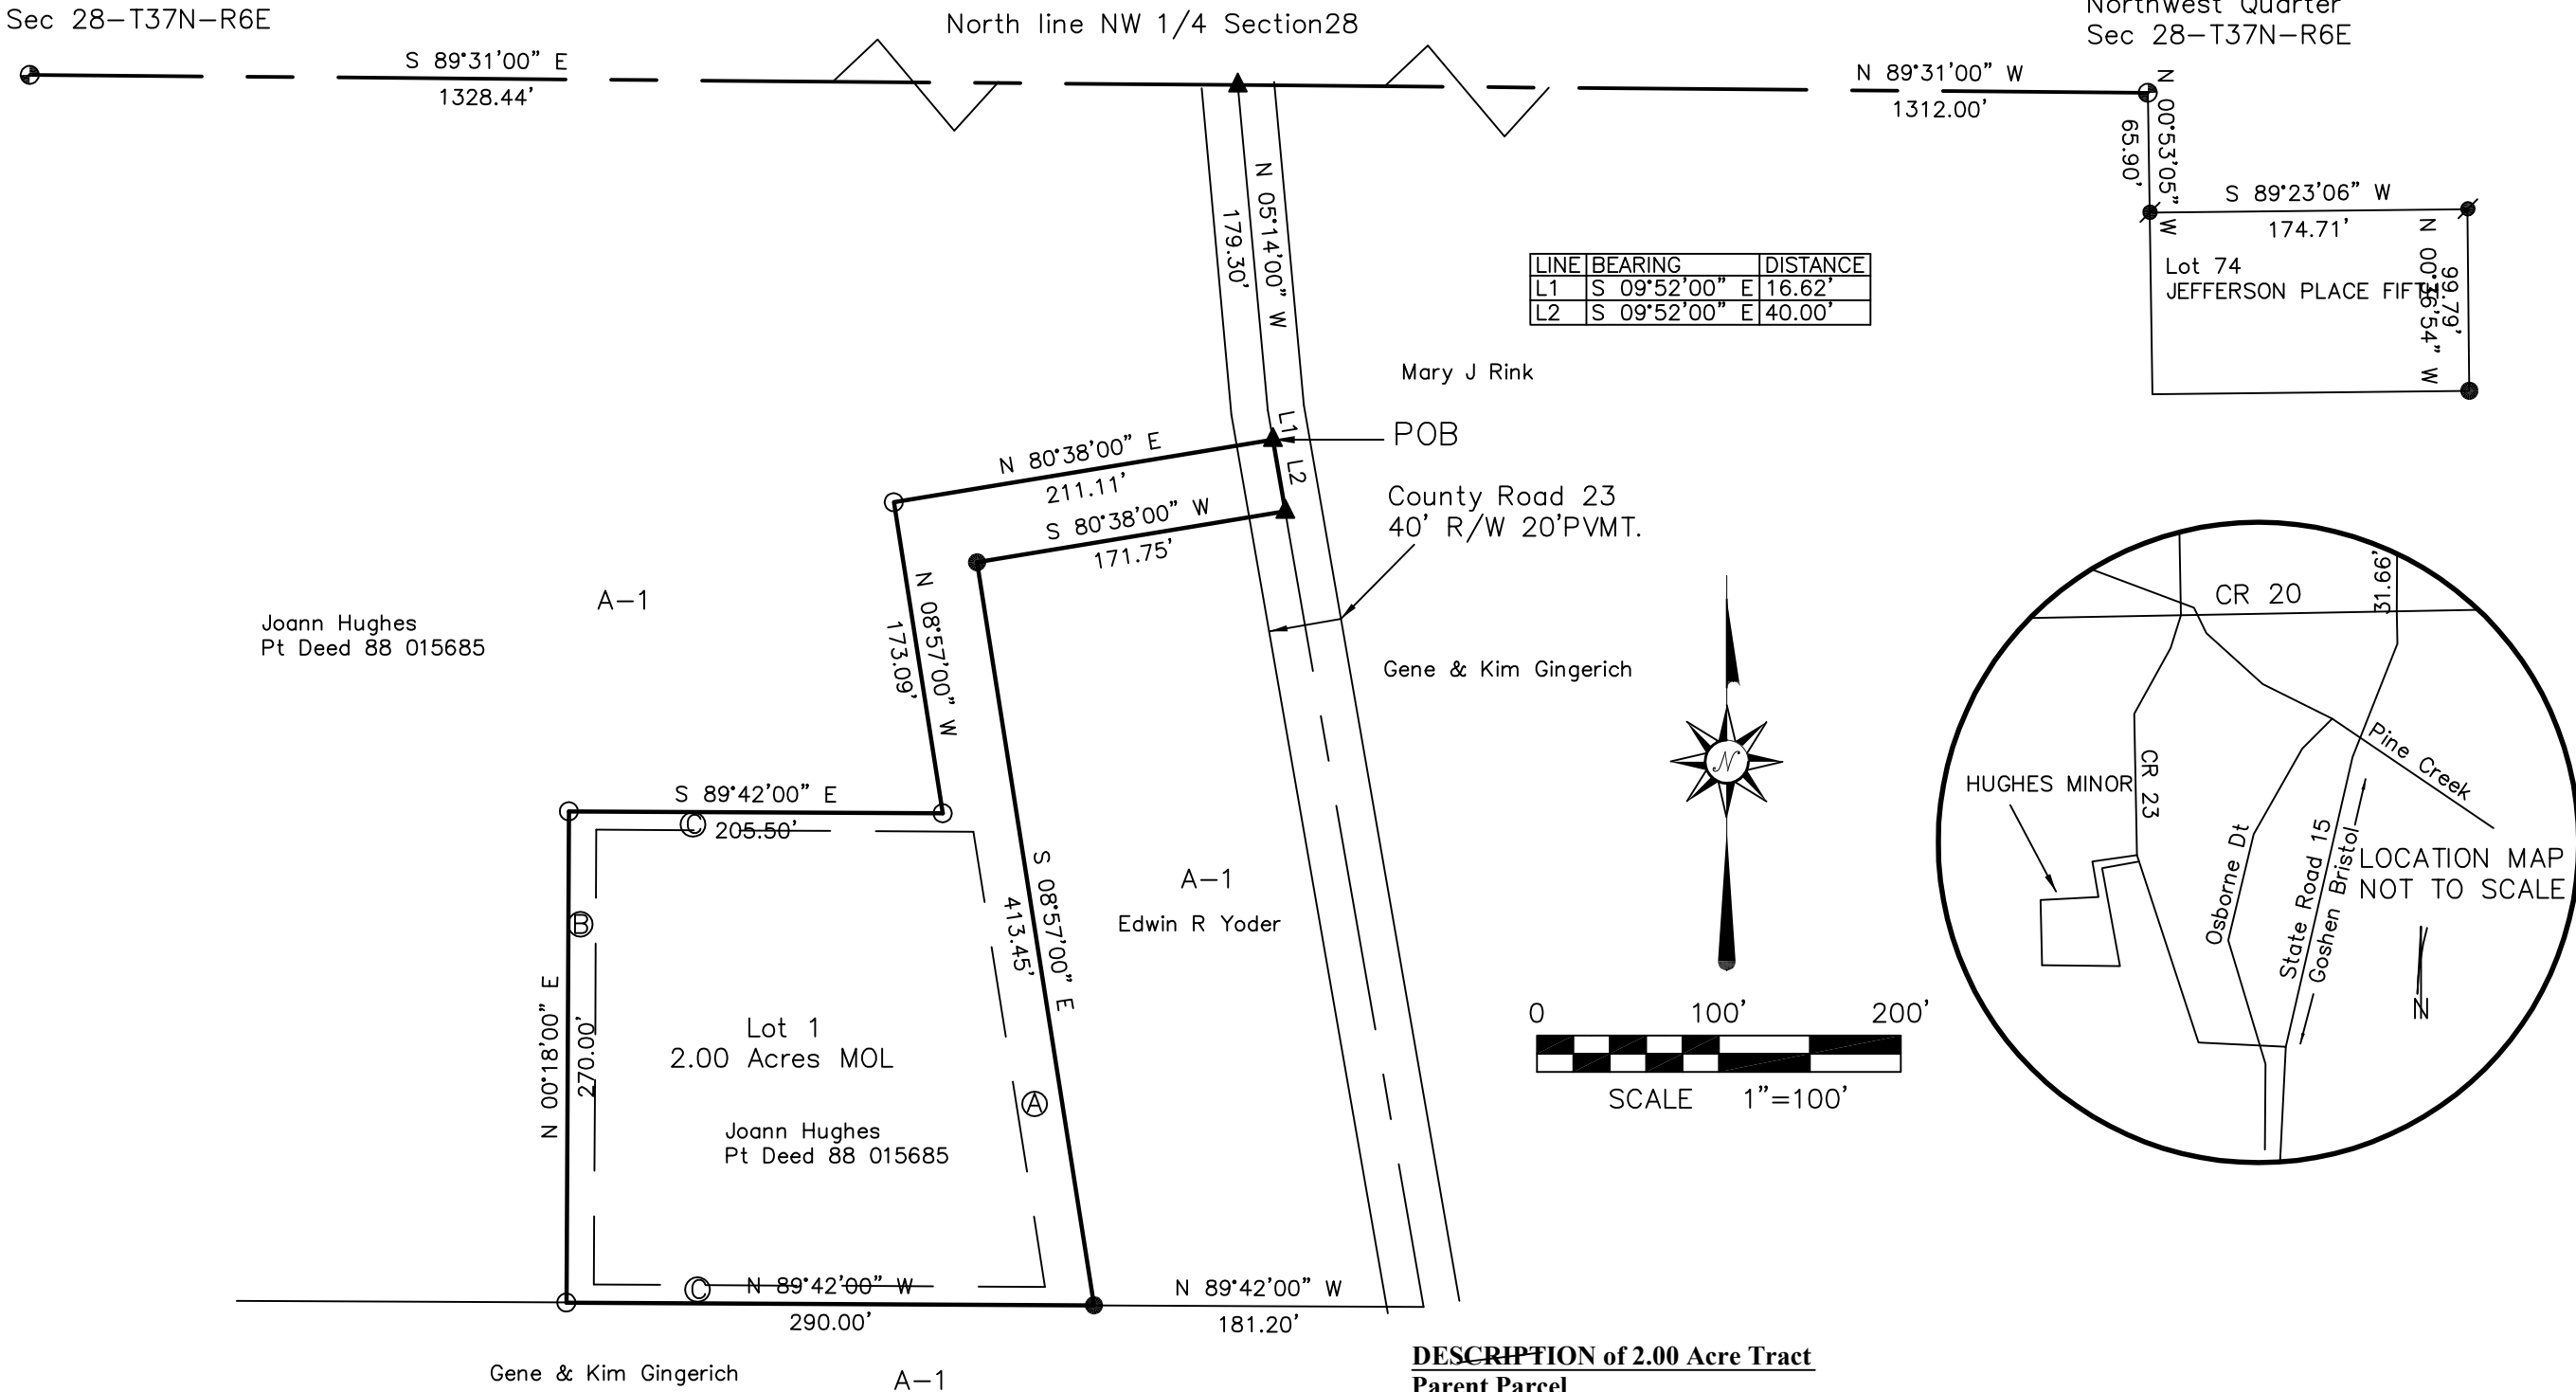 Sec 28-T37N-R6E
North line NW 1/4 Section28
Northwest Quarter
Sec 28-T37N-R6E
S 89°31'00" E
1328.44'
N 89°31'00" W
1312.00'
N 00°53'05" W
65.90'
S 89°23'06" W
174.71'
N 00°36'54" W
99.79'
Lot 74
JEFFERSON PLACE FIFTH
N 05°14'00" W
179.30'
LINE BEARING DISTANCE
L1 S 09°52'00" E 16.62'
L2 S 09°52'00" E 40.00'
Mary J Rink
L1
POB
L2
N 80°38'00" E
211.11'
S 80°38'00" W
171.75'
County Road 23
40' R/W 20'PVMT.
A-1
Joann Hughes
Pt Deed 88 015685
N 08°57'00" W
173.09'
Gene & Kim Gingerich
S 89°42'00" E
205.50'
C
B
S 08°57'00" E
413.45'
A-1
Edwin R Yoder
N 00°18'00" E
270.00'
Lot 1
2.00 Acres MOL
A
Joann Hughes
Pt Deed 88 015685
C
N 89°42'00" W
290.00'
N 89°42'00" W
181.20'
Gene & Kim Gingerich
A-1
N
0 100' 200'
SCALE 1"=100'
CR 20
31.66'
HUGHES MINOR
CR 23
Pine Creek
Osborne Dt
State Road 15
Goshen Bristol
LOCATION MAP
NOT TO SCALE
N
DESCRIPTION of 2.00 Acre Tract
Parent Parcel